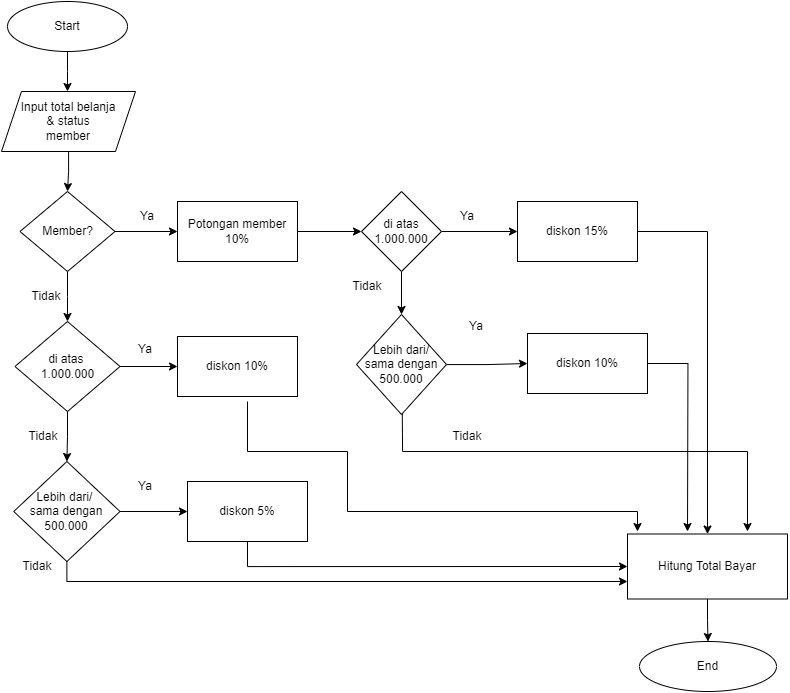 Start
Input total belanja
& status
member
Member?
Ya
Potongan member
10%
di atas
1.000.000
Ya
diskon 15%
Tidak
Tidak
Lebih dari/
sama dengan
500.000
Ya
diskon 10%
di atas
1.000.000
Ya
diskon 10%
Tidak
Tidak
Lebih dari/
sama dengan
500.000
Ya
diskon 5%
Tidak
Hitung Total Bayar
End